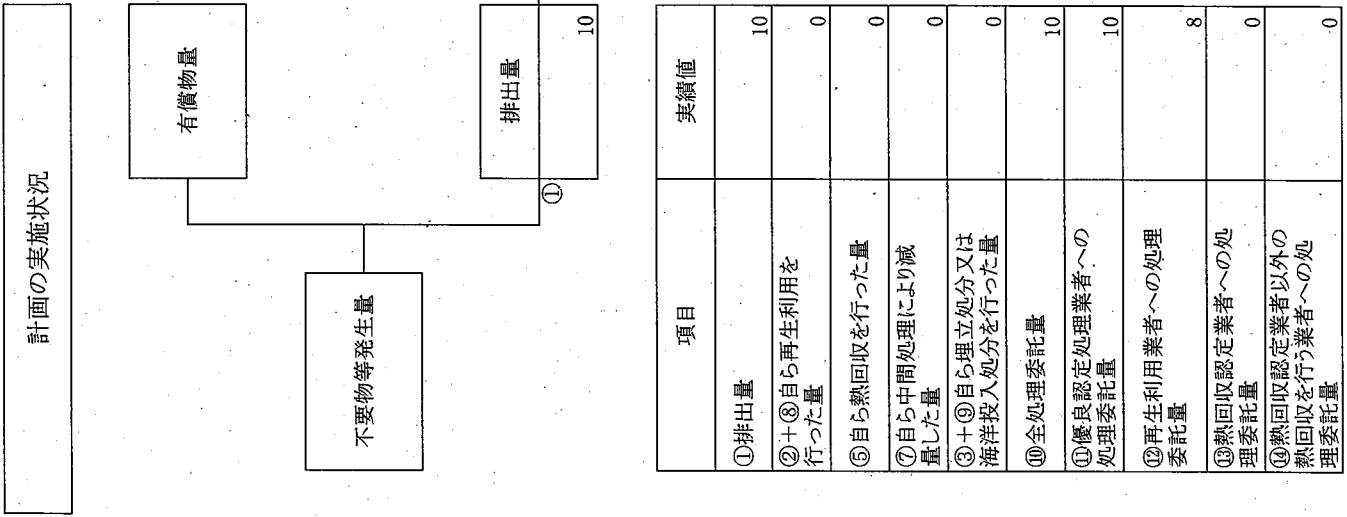 計画の実施状況
有償物量
不要物等発生量
排出量
①
10
項目 実績値
①排出量 10
②+⑧自ら再生利用を
行った量 0
⑤自ら熱回収を行った量 0
⑦自ら中間処理により減
量した量 0
③+⑨自ら埋立処分又は
海洋投入処分を行った量 0
⑩全処理委託量 10
⑪優良認定処理業者への
処理委託量 10
⑫再生利用業者への処理
委託量 8
⑬熱回収認定業者への処
理委託量 0
⑭熱回収認定業者以外の
熱回収を行う業者への処
理委託量 0